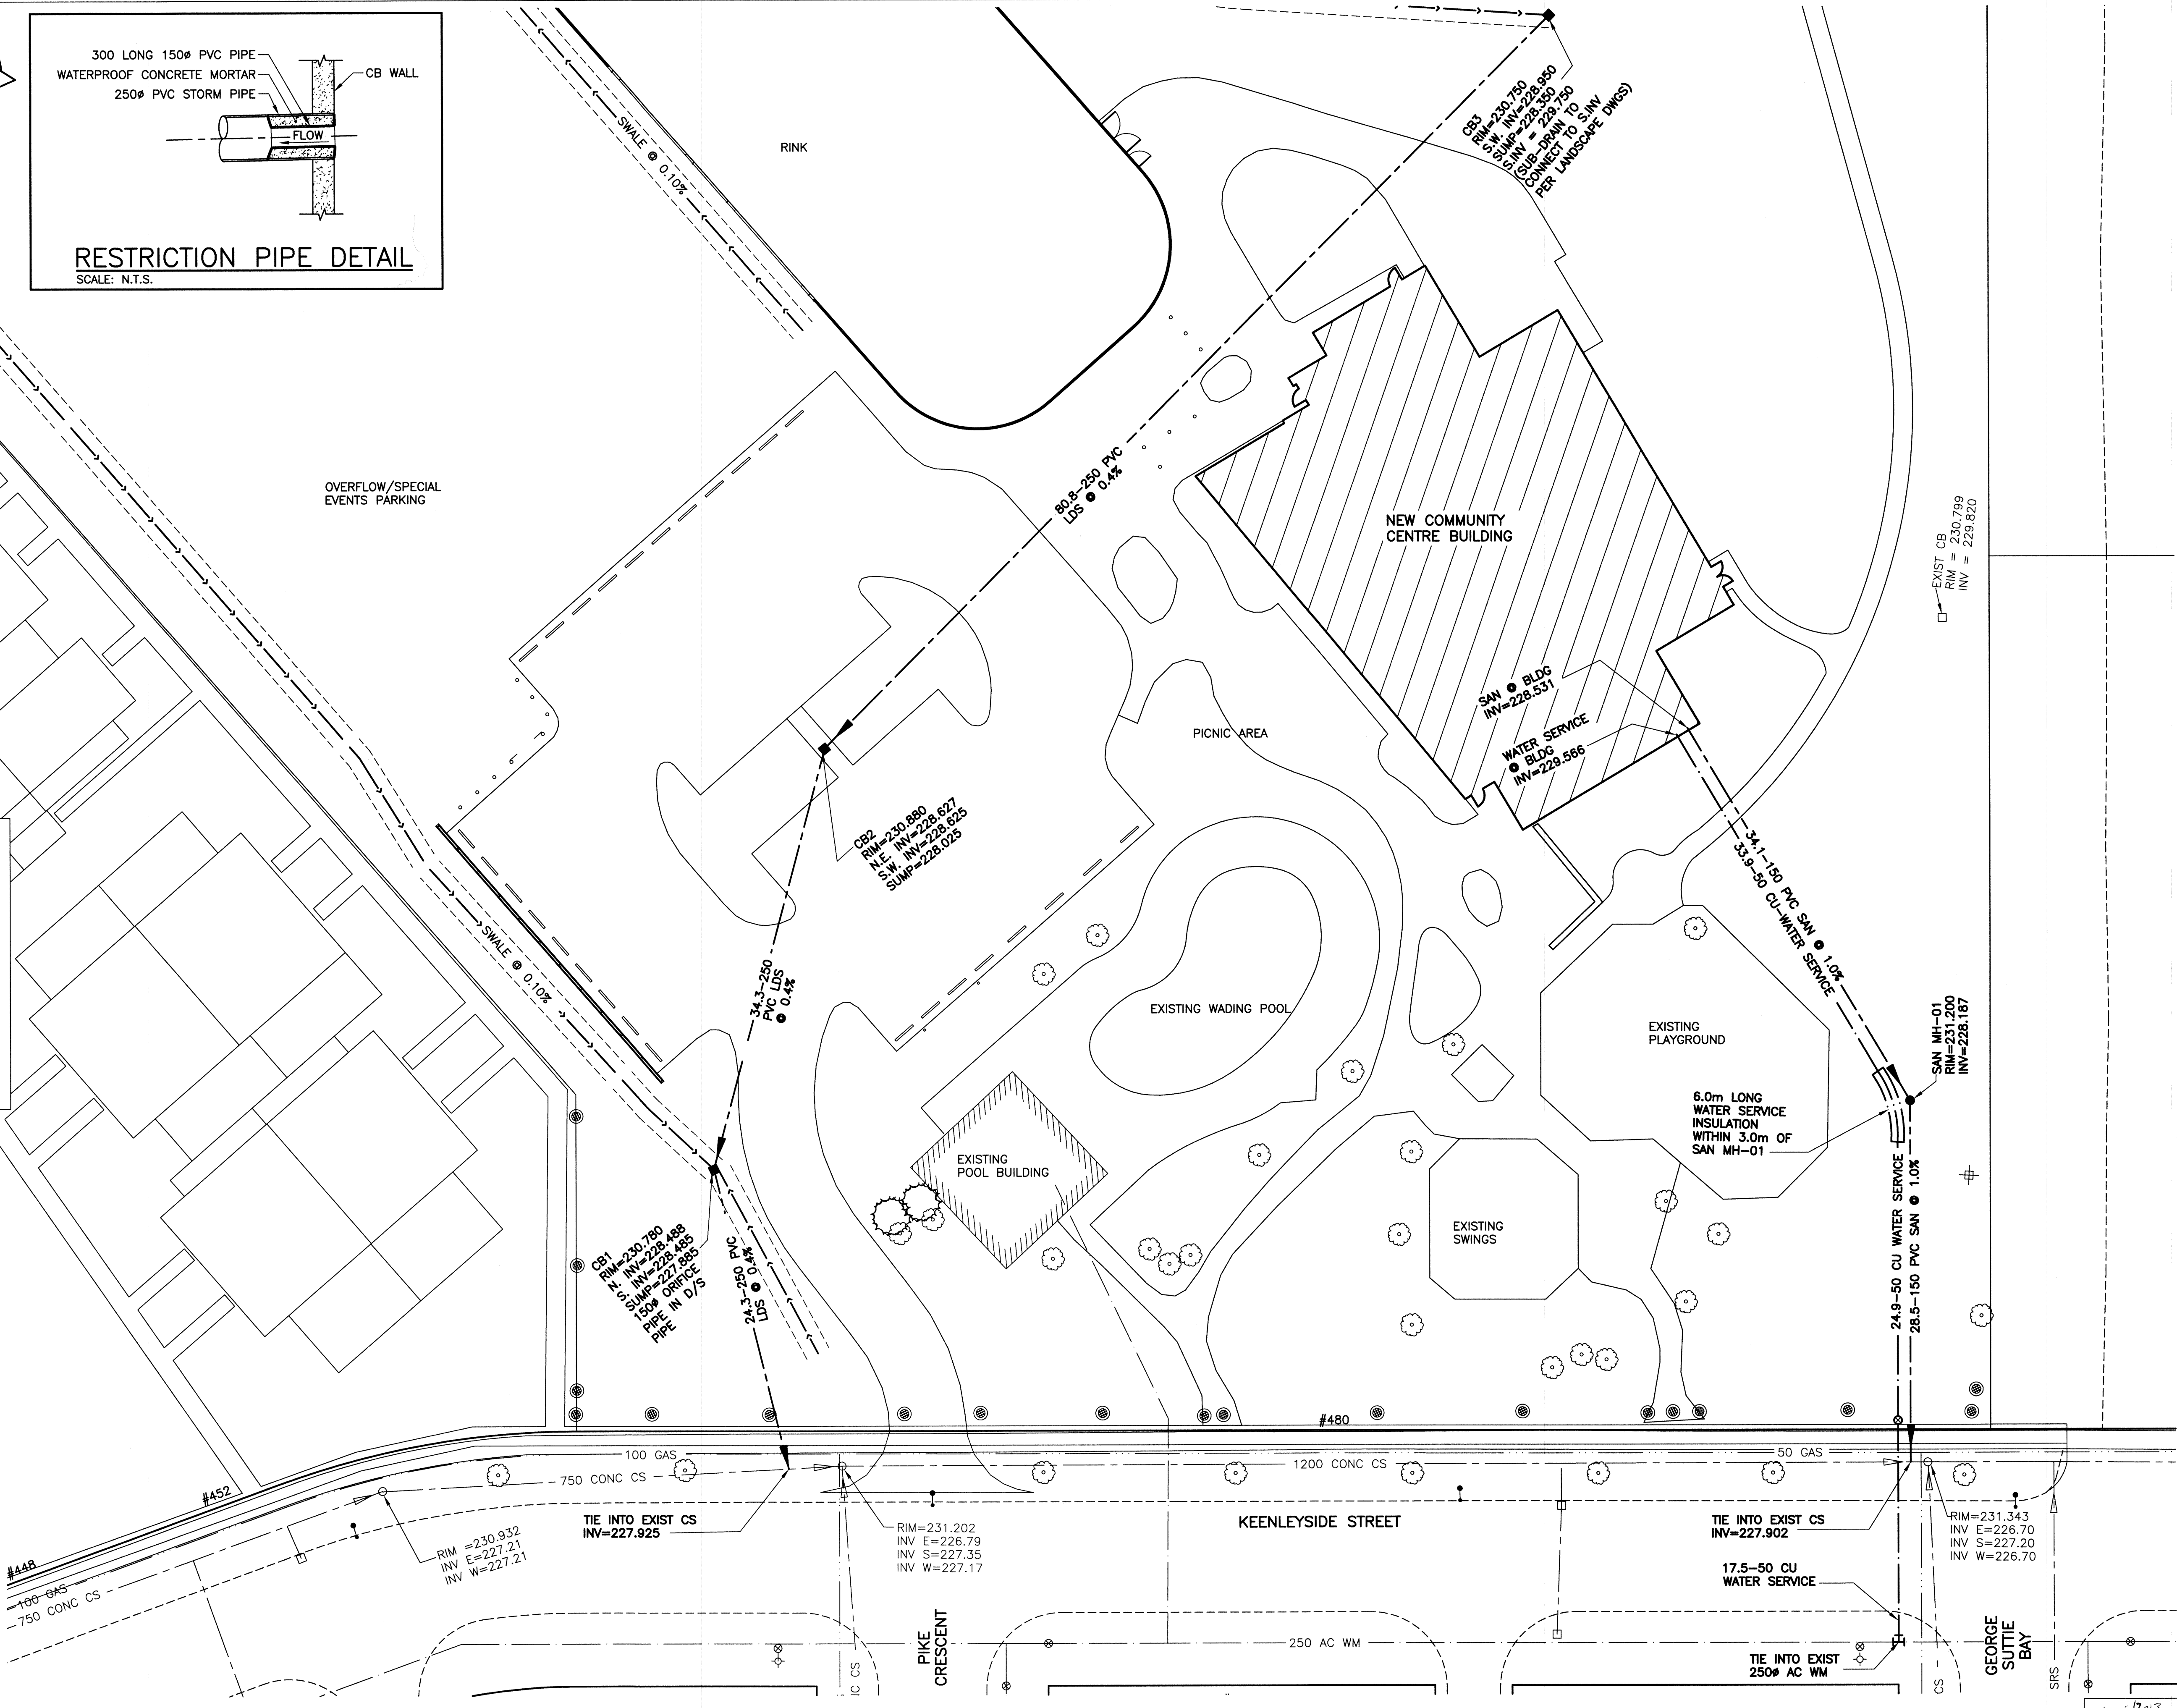 300 LONG 150ø PVC PIPE
WATERPROOF CONCRETE MORTAR
250ø PVC STORM PIPE
CB WALL
FLOW
RESTRICTION PIPE DETAIL
SCALE: N.T.S.
SWALE @ 0.10%
RINK
CB3
RIM=230.750
S.W. INV=228.950
SUMP=228.350
S.INV = 229.750
(SUB-DRAIN TO
CONNECT TO S.INV
PER LANDSCAPE DWGS)
OVERFLOW/SPECIAL
EVENTS PARKING
80.8-250 PVC
LDS @ 0.4%
NEW COMMUNITY
CENTRE BUILDING
EXIST CB
RIM = 230.799
INV = 229.820
SAN @ BLDG
INV=228.531
WATER SERVICE
@ BLDG
INV=229.566
PICNIC AREA
CB2
RIM=230.880
N.E. INV=228.627
S.W. INV=228.625
SUMP=228.025
34.1-150 PVC SAN @ 1.0%
33.9-50 CU-WATER SERVICE
SWALE @ 0.10%
34.3-250
PVC LDS
@ 0.4%
EXISTING WADING POOL
EXISTING
PLAYGROUND
SAN MH-01
RIM=231.200
INV=228.187
6.0m LONG
WATER SERVICE
INSULATION
WITHIN 3.0m OF
SAN MH-01
EXISTING
POOL BUILDING
EXISTING
SWINGS
CB1
RIM=230.780
N. INV=228.488
S. INV=228.485
SUMP=227.885
150ø ORIFICE
PIPE IN D/S
PIPE
24.3-250 PVC
LDS @ 0.4%
24.9-50 CU WATER SERVICE
28.5-150 PVC SAN @ 1.0%
#480
100 GAS
50 GAS
750 CONC CS
1200 CONC CS
#452
TIE INTO EXIST CS
INV=227.925
RIM=231.202
INV E=226.79
INV S=227.35
INV W=227.17
KEENLEYSIDE STREET
TIE INTO EXIST CS
INV=227.902
RIM=231.343
INV E=226.70
INV S=227.20
INV W=226.70
RIM =230.932
INV E=227.21
INV W=227.21
#448
100 GAS
750 CONC CS
17.5-50 CU
WATER SERVICE
PIKE
CRESCENT
250 AC WM
TIE INTO EXIST
250ø AC WM
GEORGE
SUTTIE
BAY
CS
SRS